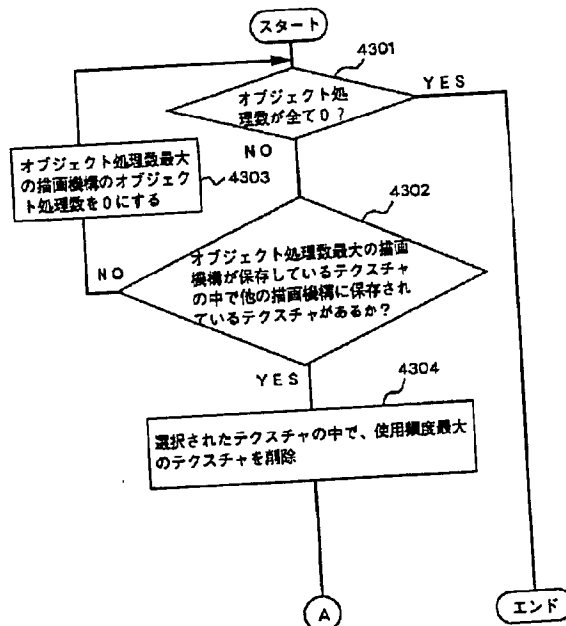 スタート
4301
オブジェクト処
理数が全て0？
YES
NO
オブジェクト処理数最大
の描画機構のオブジェク
ト処理数を0にする
4303
4302
オブジェクト処理数最大の描画
機構が保存しているテクスチャ
の中で他の描画機構に保存され
ているテクスチャがあるか？
NO
YES
4304
選択されたテクスチャの中で、使用頻度最大
のテクスチャを削除
A
エンド